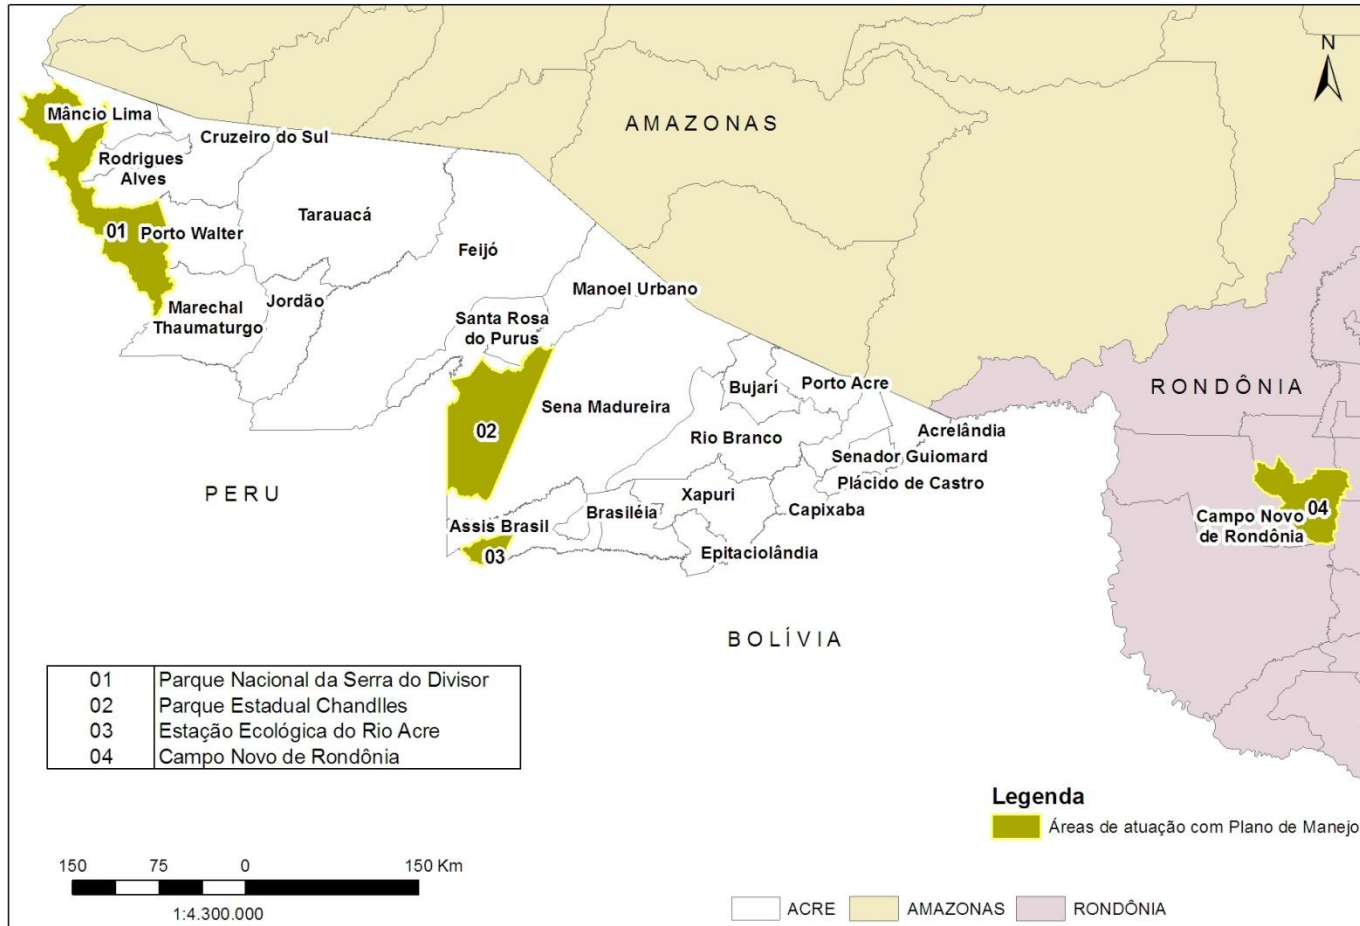 N
AMAZONAS
Mâncio Lima
Cruzeiro do Sul
Rodrigues
Alves
Tarauacá
01
Porto Walter
Feijó
Manoel Urbano
Jordão
Marechal
Thaumaturgo
Santa Rosa
do Purus
Bujarí
Porto Acre
RONDÔNIA
Sena Madureira
02
Rio Branco
Acrelândia
Senador Guiomard
Plácido de Castro
PERU
Xapuri
Capixaba
Brasiléia
Assis Brasil
03
Epitaciolândia
04
Campo Novo
de Rondônia
BOLÍVIA
01 Parque Nacional da Serra do Divisor
02 Parque Estadual Chandlles
03 Estação Ecológica do Rio Acre
04 Campo Novo de Rondônia
Legenda
Áreas de atuação com Plano de Manejo
150 75 0 150 Km
1:4.300.000
ACRE AMAZONAS RONDÔNIA